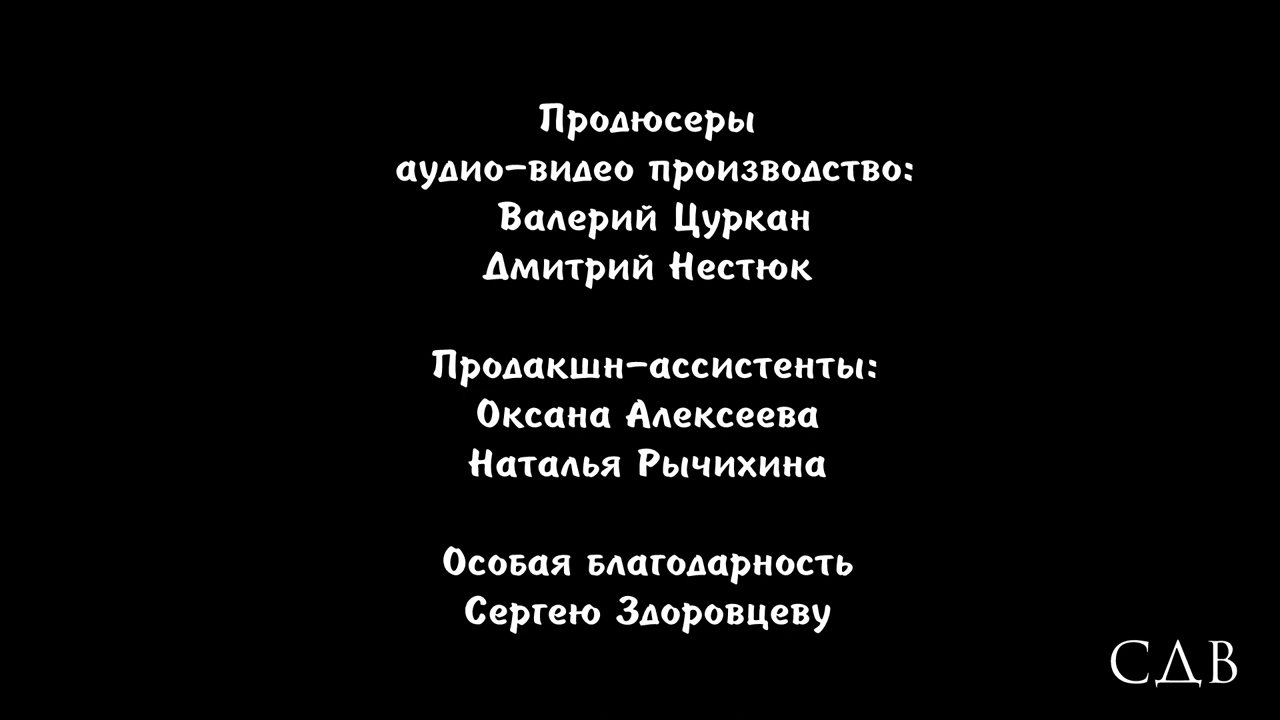 Продюсеры
аудио-видео производство:
Валерий Цуркан
Дмитрий Нестюк
Продакшн-ассистенты:
Оксана Алексеева
Наталья Рычихина
Особая благодарность
Сергею Здоровцеву
СДВ